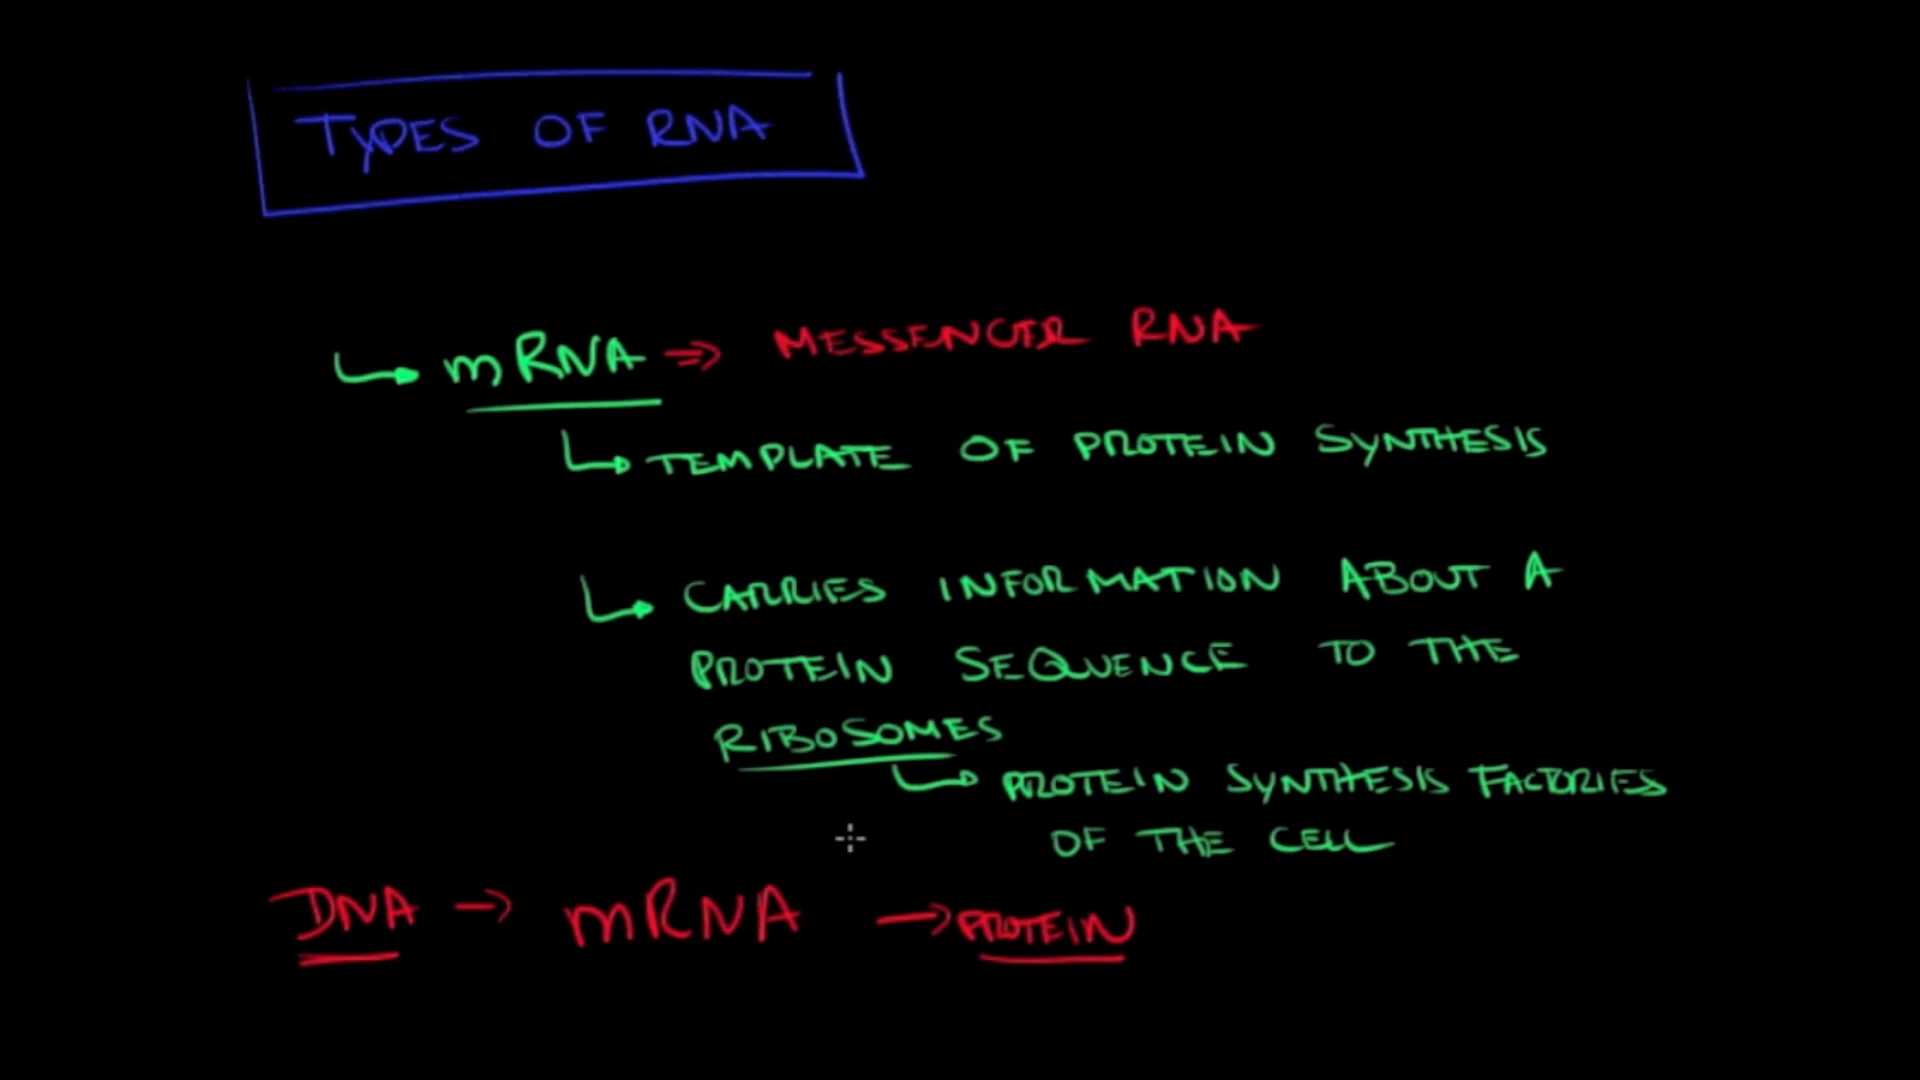 TYPES OF RNA
mRNA ⇒ MESSENGER RNA
TEMPLATE OF PROTEIN SYNTHESIS
CARRIES INFORMATION ABOUT A
PROTEIN SEQUENCE TO THE
RIBOSOMES
PROTEIN SYNTHESIS FACTORIES
OF THE CELL
DNA → mRNA → PROTEIN